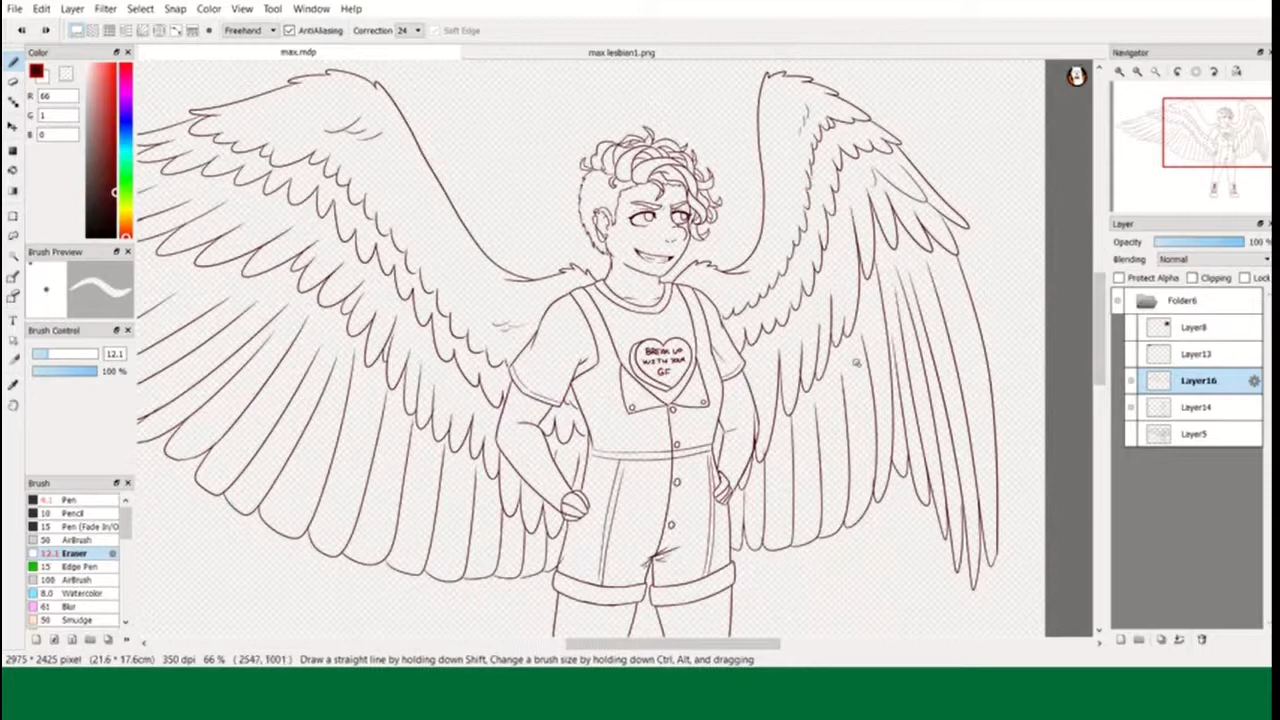 File Edit Layer Filter Select Snap Color View Tool Window Help
Freehand AntiAliasing Correction 24 Soft Edge
Color
max.mdp
max lesbian1.png
Navigator
R 66
G 1
B 0
Brush Preview
Brush Control
12.1
100 %
Brush
4.1 Pen
10 Pencil
15 Pen (Fade In/O
50 AirBrush
12.1 Eraser
15 Edge Pen
100 AirBrush
8.0 Watercolor
61 Blur
50 Smudge
BREAK UP
WITH YOUR
GF
Layer
Opacity 100 %
Blending Normal
Protect Alpha Clipping Lock
Folder6
Layer8
Layer13
Layer16
Layer14
Layer5
2975 * 2425 pixel (21.6 * 17.6cm) 350 dpi 66 % ( 2547, 1001 ) Draw a straight line by holding down Shift, Change a brush size by holding down Ctrl, Alt, and dragging